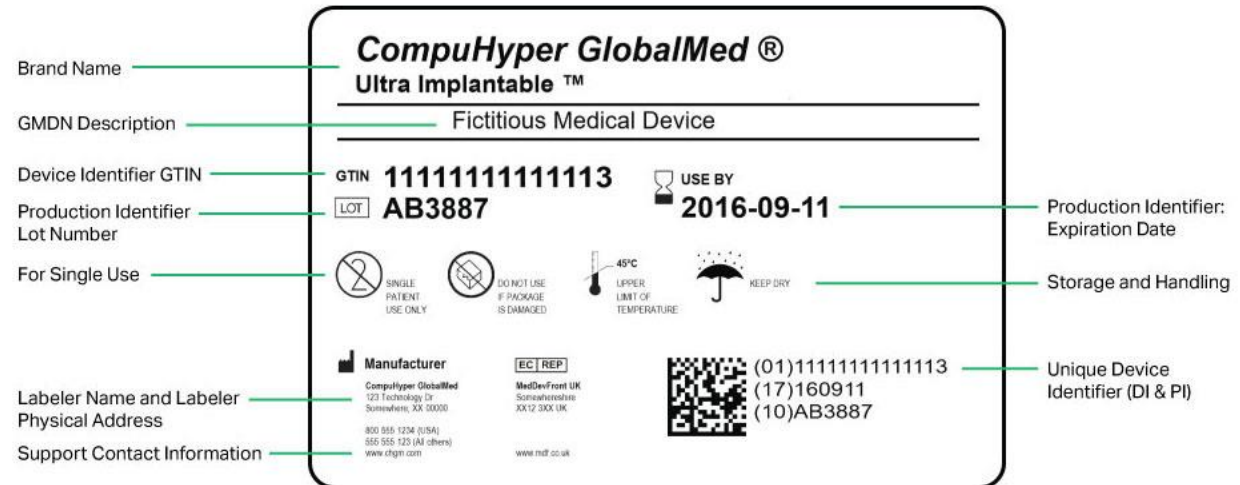 CompuHyper GlobalMed ®
Ultra Implantable ™
Brand Name
Fictitious Medical Device
GMDN Description
Device Identifier GTIN
GTIN 11111111111113
USE BY
2016-09-11
Production Identifier
Lot Number
LOT AB3887
Production Identifier:
Expiration Date
For Single Use
2
SINGLE
PATIENT
USE ONLY
DO NOT USE
IF PACKAGE
IS DAMAGED
45°C
UPPER
LIMIT OF
TEMPERATURE
KEEP DRY
Storage and Handling
Manufacturer
CompuHyper GlobalMed
123 Technology Dr
Somewhere, XX 00000
800 555 1234 (USA)
555 555 123 (All others)
www.chgm.com
EC REP
MedDevFront UK
Somewhereshire
XX12 3XX UK
www.mdf.co.uk
(01)11111111111113
(17)160911
(10)AB3887
Unique Device
Identifier (DI & PI)
Labeler Name and Labeler
Physical Address
Support Contact Information